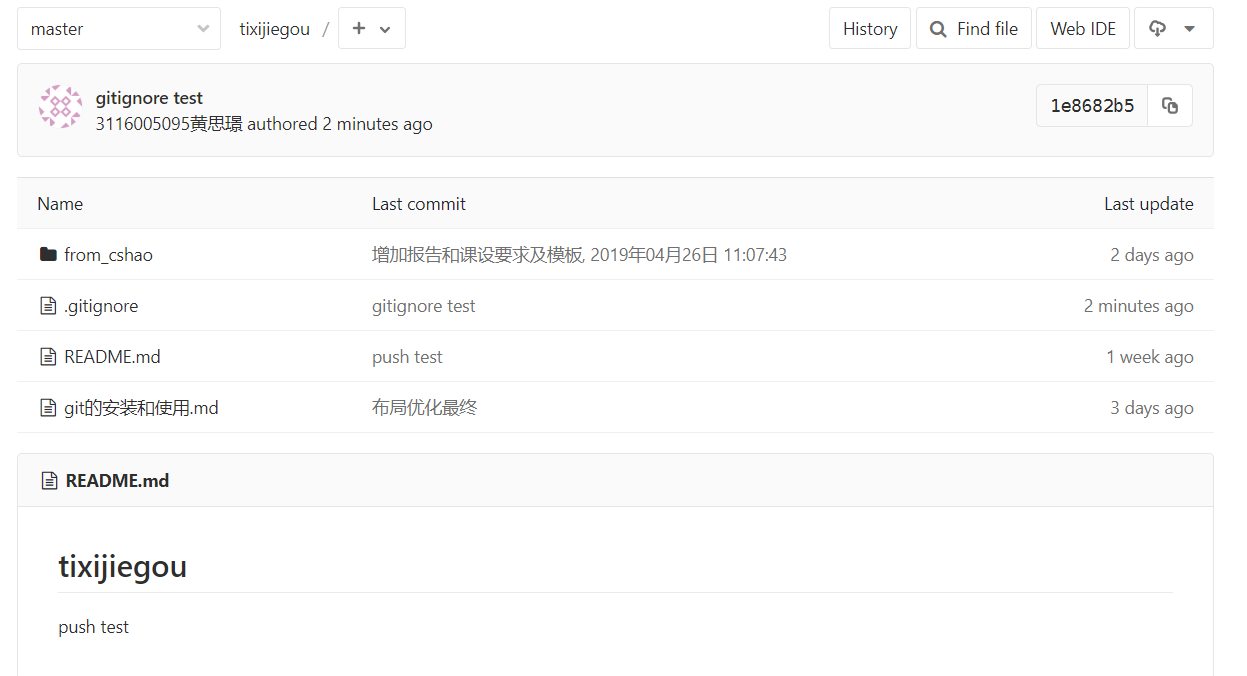 master tixijiegou / + History Find file Web IDE
gitignore test
3116005095黄思璟 authored 2 minutes ago
1e8682b5
Name Last commit Last update
from_cshao 增加报告和课设要求及模板, 2019年04月26日 11:07:43 2 days ago
.gitignore gitignore test 2 minutes ago
README.md push test 1 week ago
git的安装和使用.md 布局优化最终 3 days ago
README.md
tixijiegou
push test